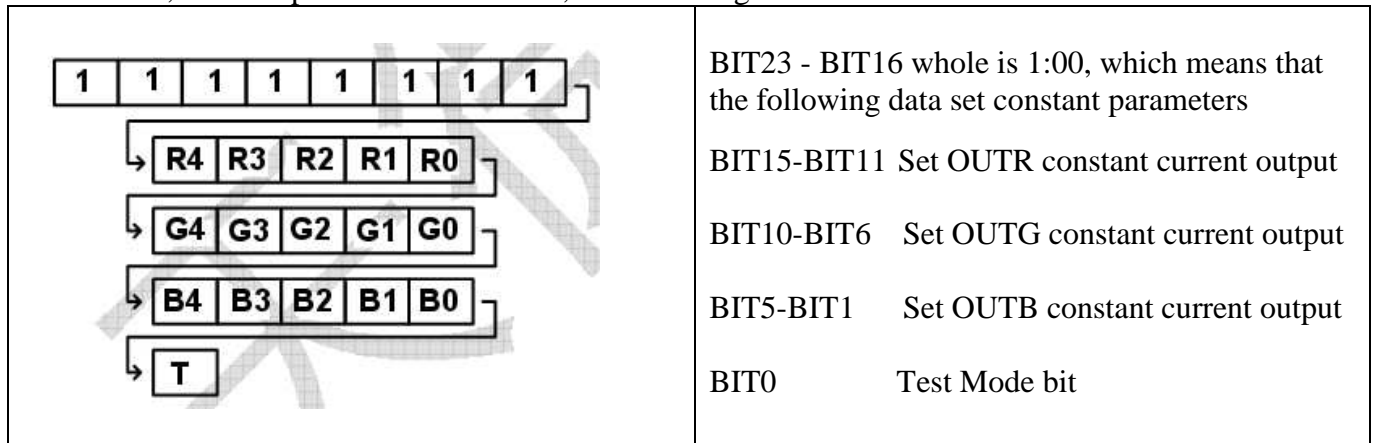 1 1 1 1 1 1 1 1
R4 R3 R2 R1 R0
G4 G3 G2 G1 G0
B4 B3 B2 B1 B0
T
BIT23 - BIT16 whole is 1:00, which means that
the following data set constant parameters
BIT15-BIT11 Set OUTR constant current output
BIT10-BIT6 Set OUTG constant current output
BIT5-BIT1 Set OUTB constant current output
BIT0 Test Mode bit